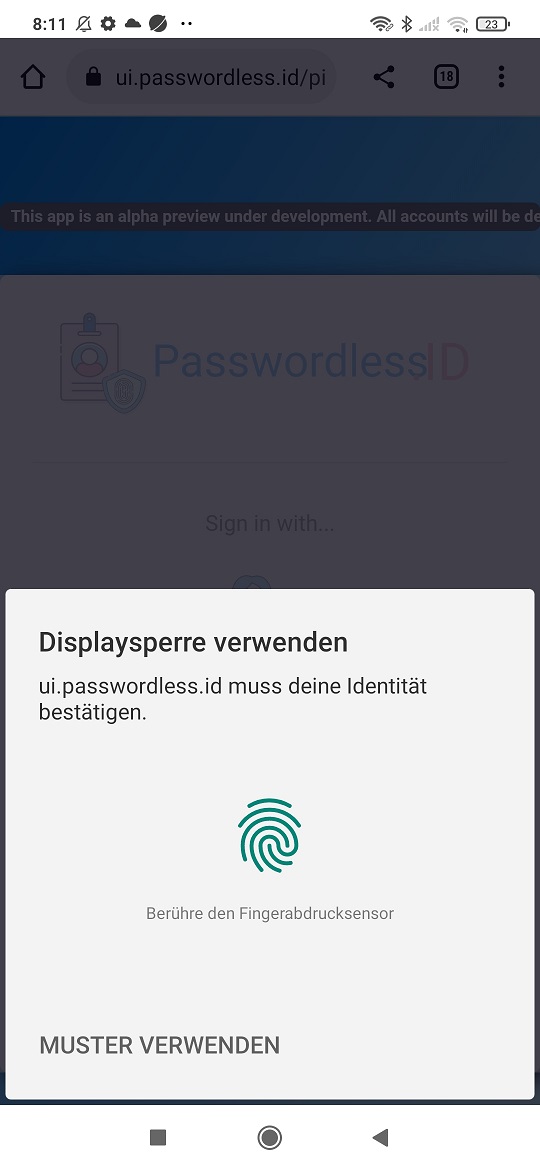 8:11
23
ui.passwordless.id/pi
18
This app is an alpha preview under development. All accounts will be de
PasswordlessID
Sign in with...
Displaysperre verwenden
ui.passwordless.id muss deine Identität
bestätigen.
Berühre den Fingerabdrucksensor
MUSTER VERWENDEN